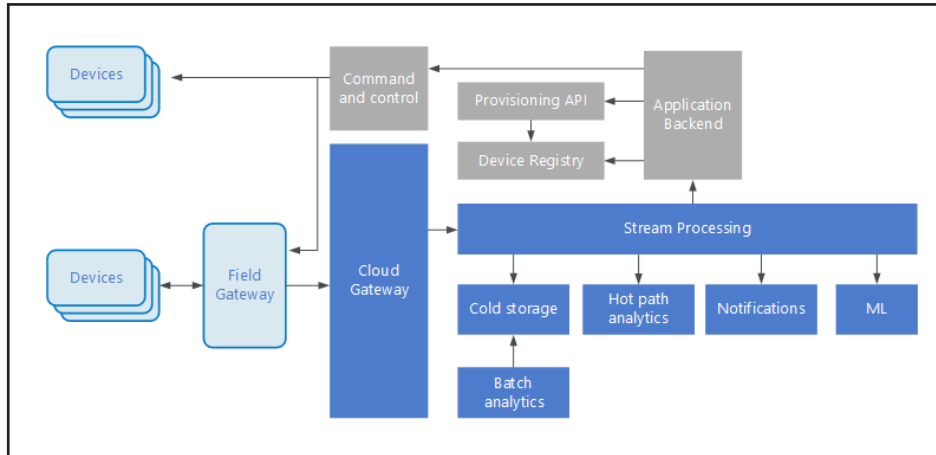 Devices
Command
and control
Provisioning API
Application
Backend
Device Registry
Stream Processing
Devices
Field
Gateway
Cloud
Gateway
Cold storage
Hot path
analytics
Notifications
ML
Batch
analytics